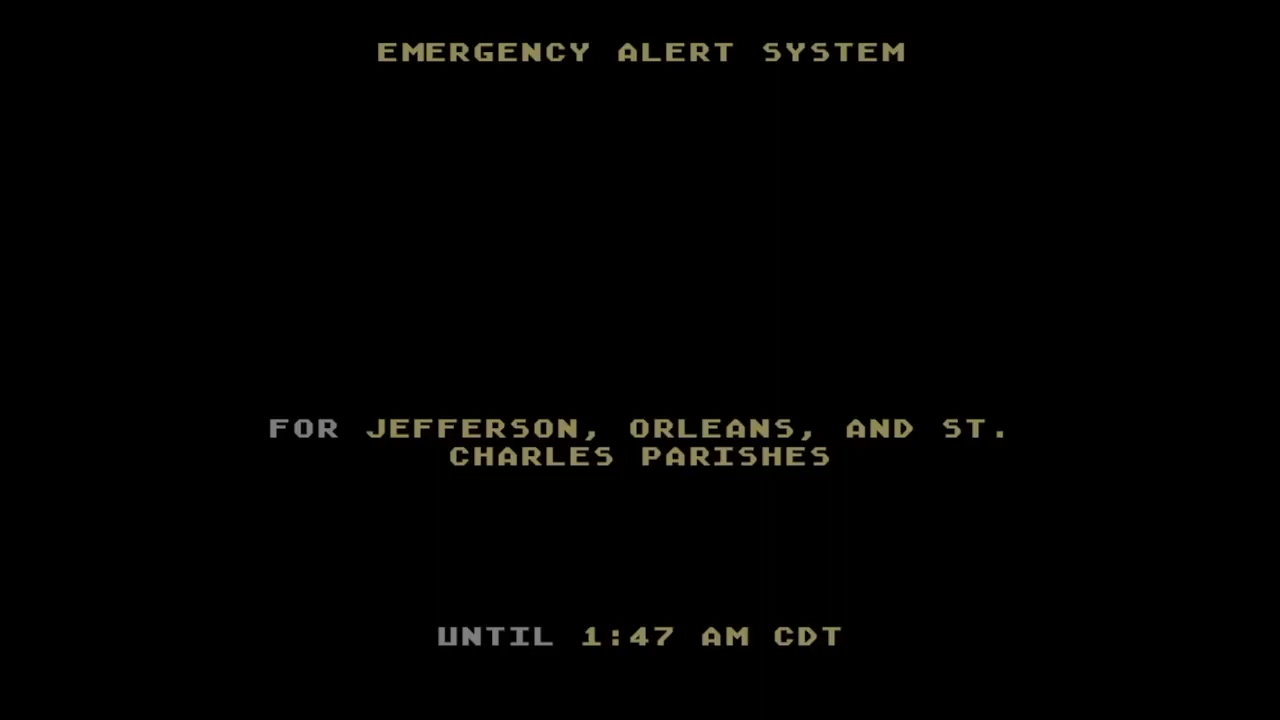 EMERGENCY ALERT SYSTEM
FOR JEFFERSON, ORLEANS, AND ST.
CHARLES PARISHES
UNTIL 1:47 AM CDT